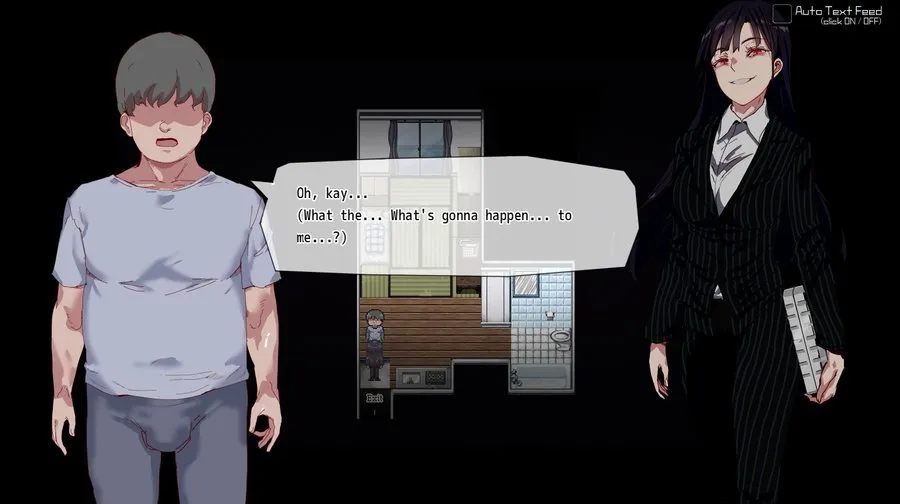 Auto Text Feed
(click ON / OFF)
Oh, kay...
(What the... What's gonna happen... to
me...?)
Exit